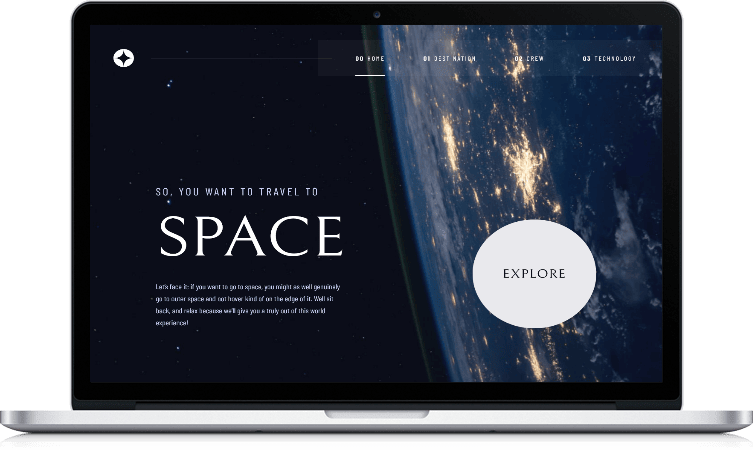 00 HOME
01 DESTINATION
02 CREW
03 TECHNOLOGY
SO, YOU WANT TO TRAVEL TO
SPACE
Let's face it; if you want to go to space, you might as well genuinely
go to outer space and not hover kind of on the edge of it. Well sit
back, and relax because we'll give you a truly out of this world
experience!
EXPLORE